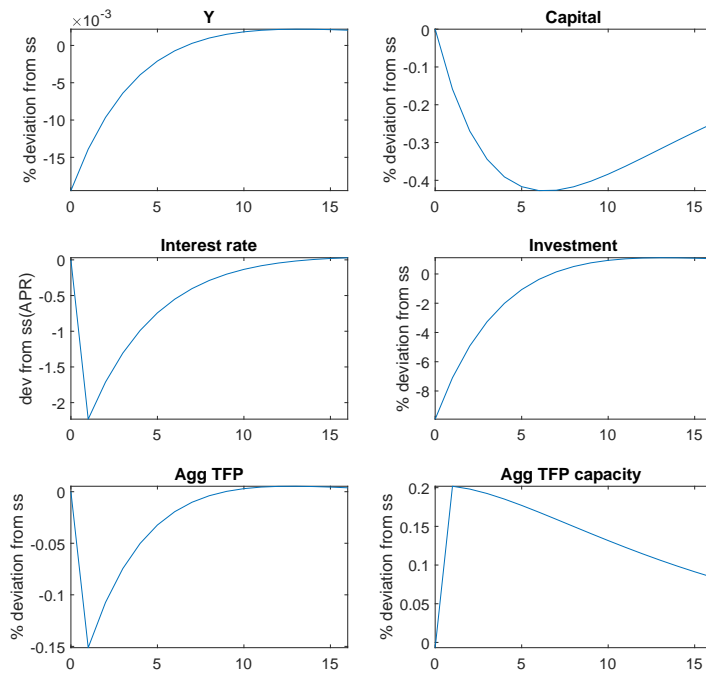 ×10⁻³
Y
% deviation from ss
0
-5
-10
-15
0 5 10 15
Capital
% deviation from ss
0
-0.1
-0.2
-0.3
-0.4
0 5 10 15
Interest rate
dev from ss(APR)
0
-0.5
-1
-1.5
-2
0 5 10 15
Investment
% deviation from ss
0
-2
-4
-6
-8
0 5 10 15
Agg TFP
% deviation from ss
0
-0.05
-0.1
-0.15
0 5 10 15
Agg TFP capacity
% deviation from ss
0.2
0.15
0.1
0.05
0
0 5 10 15